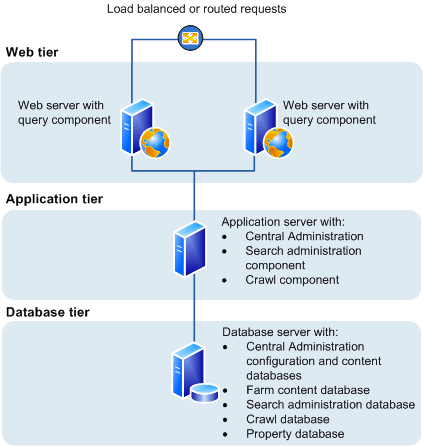 Load balanced or routed requests
Web tier
Web server with
query component
Web server with
query component
Application tier
Application server with:
• Central Administration
• Search administration
component
• Crawl component
Database tier
Database server with:
• Central Administration
configuration and content
databases
• Farm content database
• Search administration database
• Crawl database
• Property database